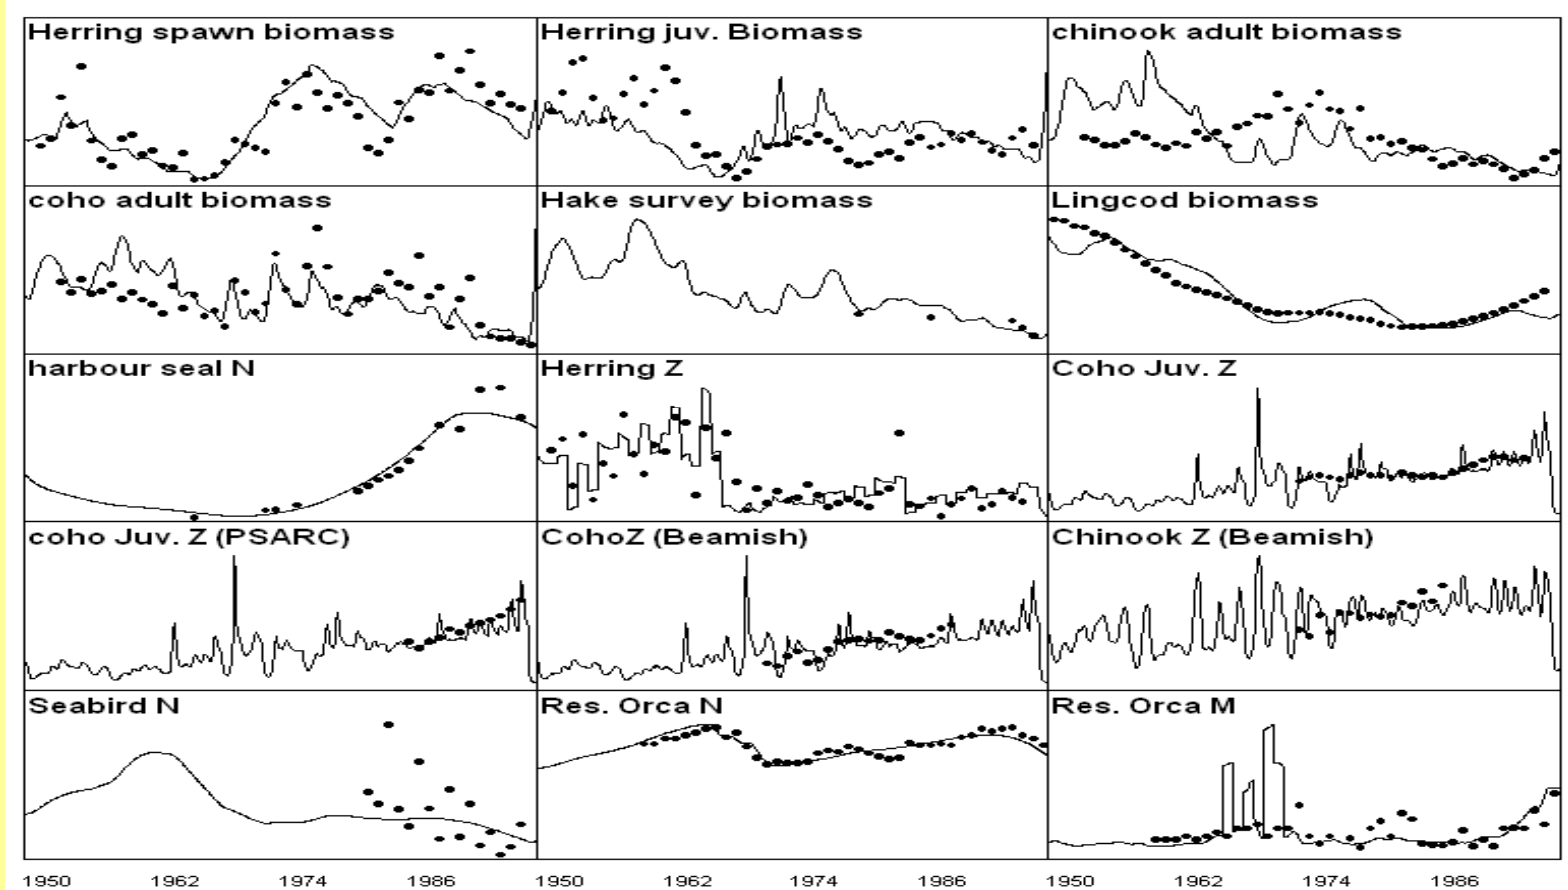 Herring spawn biomass
Herring juv. Biomass
chinook adult biomass
coho adult biomass
Hake survey biomass
Lingcod biomass
harbour seal N
Herring Z
Coho Juv. Z
coho Juv. Z (PSARC)
CohoZ (Beamish)
Chinook Z (Beamish)
Seabird N
Res. Orca N
Res. Orca M
1950 1962 1974 1986 1950 1962 1974 1986 1950 1962 1974 1986